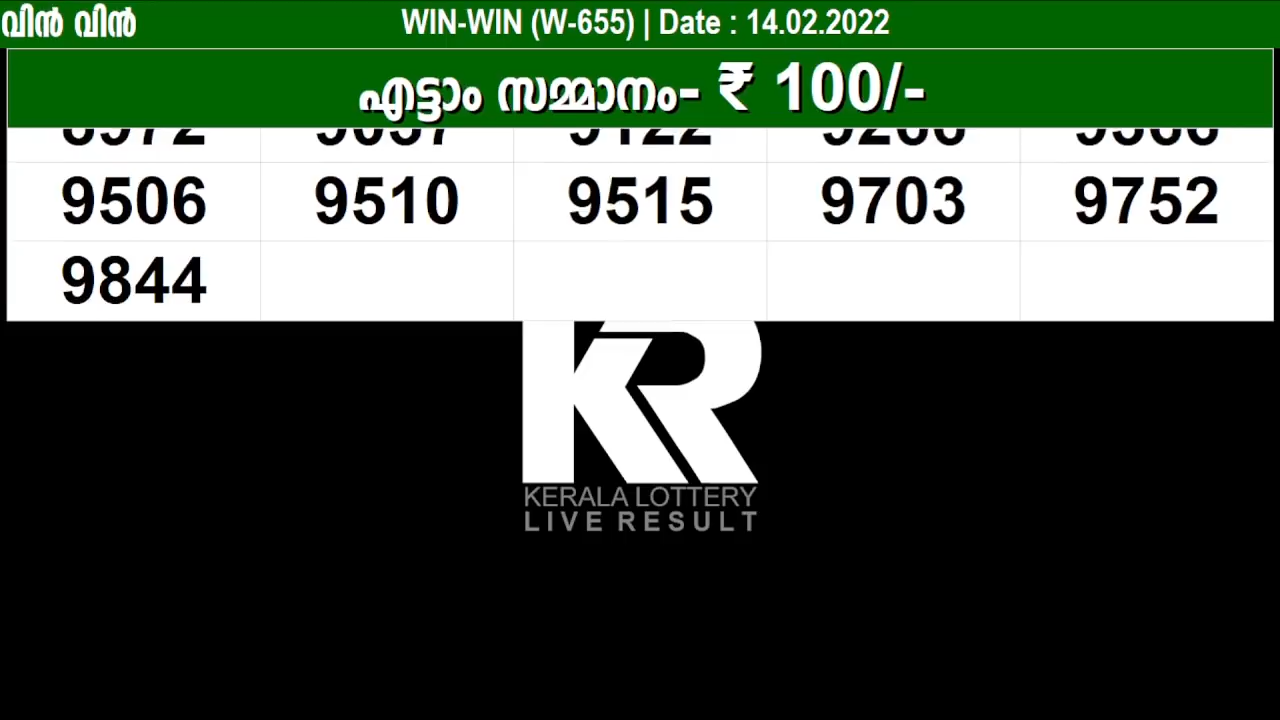 വിൻ വിൻ WIN-WIN (W-655) | Date : 14.02.2022
എട്ടാം സമ്മാനം- ₹ 100/-
9506 9510 9515 9703 9752
9844
KERALA LOTTERY
LIVE RESULT